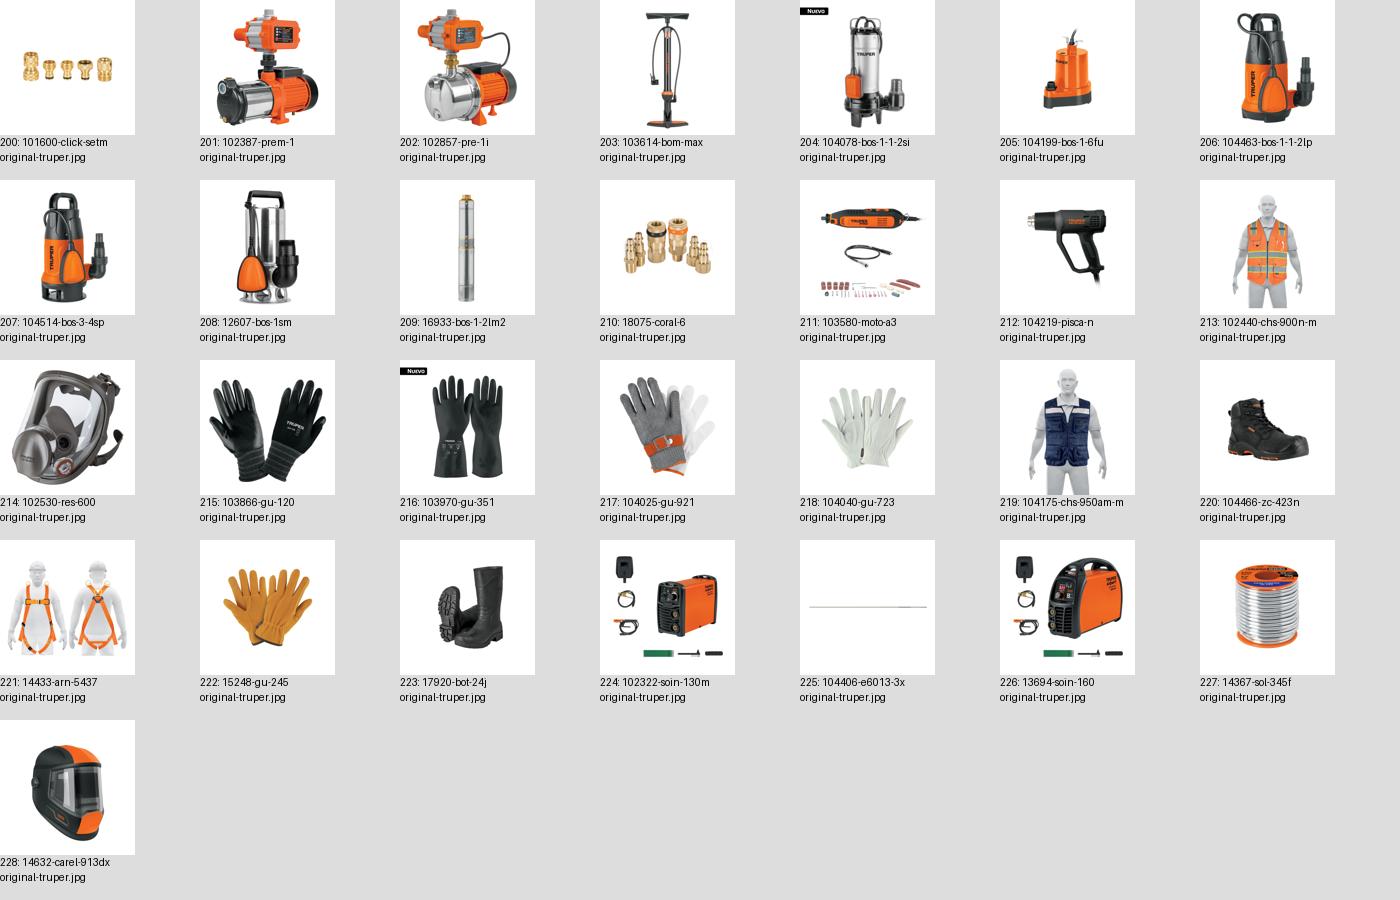 Nuevo
TRUPER
TRUPER
200: 101600-click-setm
original-truper.jpg
201: 102387-prem-1
original-truper.jpg
202: 102857-pre-1i
original-truper.jpg
203: 103614-bom-max
original-truper.jpg
204: 104078-bos-1-1-2si
original-truper.jpg
205: 104199-bos-1-6fu
original-truper.jpg
206: 104463-bos-1-1-2lp
original-truper.jpg
TRUPER
TRUPER
TRUPER
207: 104514-bos-3-4sp
original-truper.jpg
208: 12607-bos-1sm
original-truper.jpg
209: 16933-bos-1-2lm2
original-truper.jpg
210: 18075-coral-6
original-truper.jpg
211: 103580-moto-a3
original-truper.jpg
212: 104219-pisca-n
original-truper.jpg
213: 102440-chs-900n-m
original-truper.jpg
Nuevo
TRUPER
214: 102530-res-600
original-truper.jpg
215: 103866-gu-120
original-truper.jpg
216: 103970-gu-351
original-truper.jpg
217: 104025-gu-921
original-truper.jpg
218: 104040-gu-723
original-truper.jpg
219: 104175-chs-950am-m
original-truper.jpg
220: 104466-zc-423n
original-truper.jpg
221: 14433-arn-5437
original-truper.jpg
222: 15248-gu-245
original-truper.jpg
223: 17920-bot-24j
original-truper.jpg
224: 102322-soin-130m
original-truper.jpg
225: 104406-e6013-3x
original-truper.jpg
226: 13694-soin-160
original-truper.jpg
227: 14367-sol-345f
original-truper.jpg
228: 14632-carel-913dx
original-truper.jpg